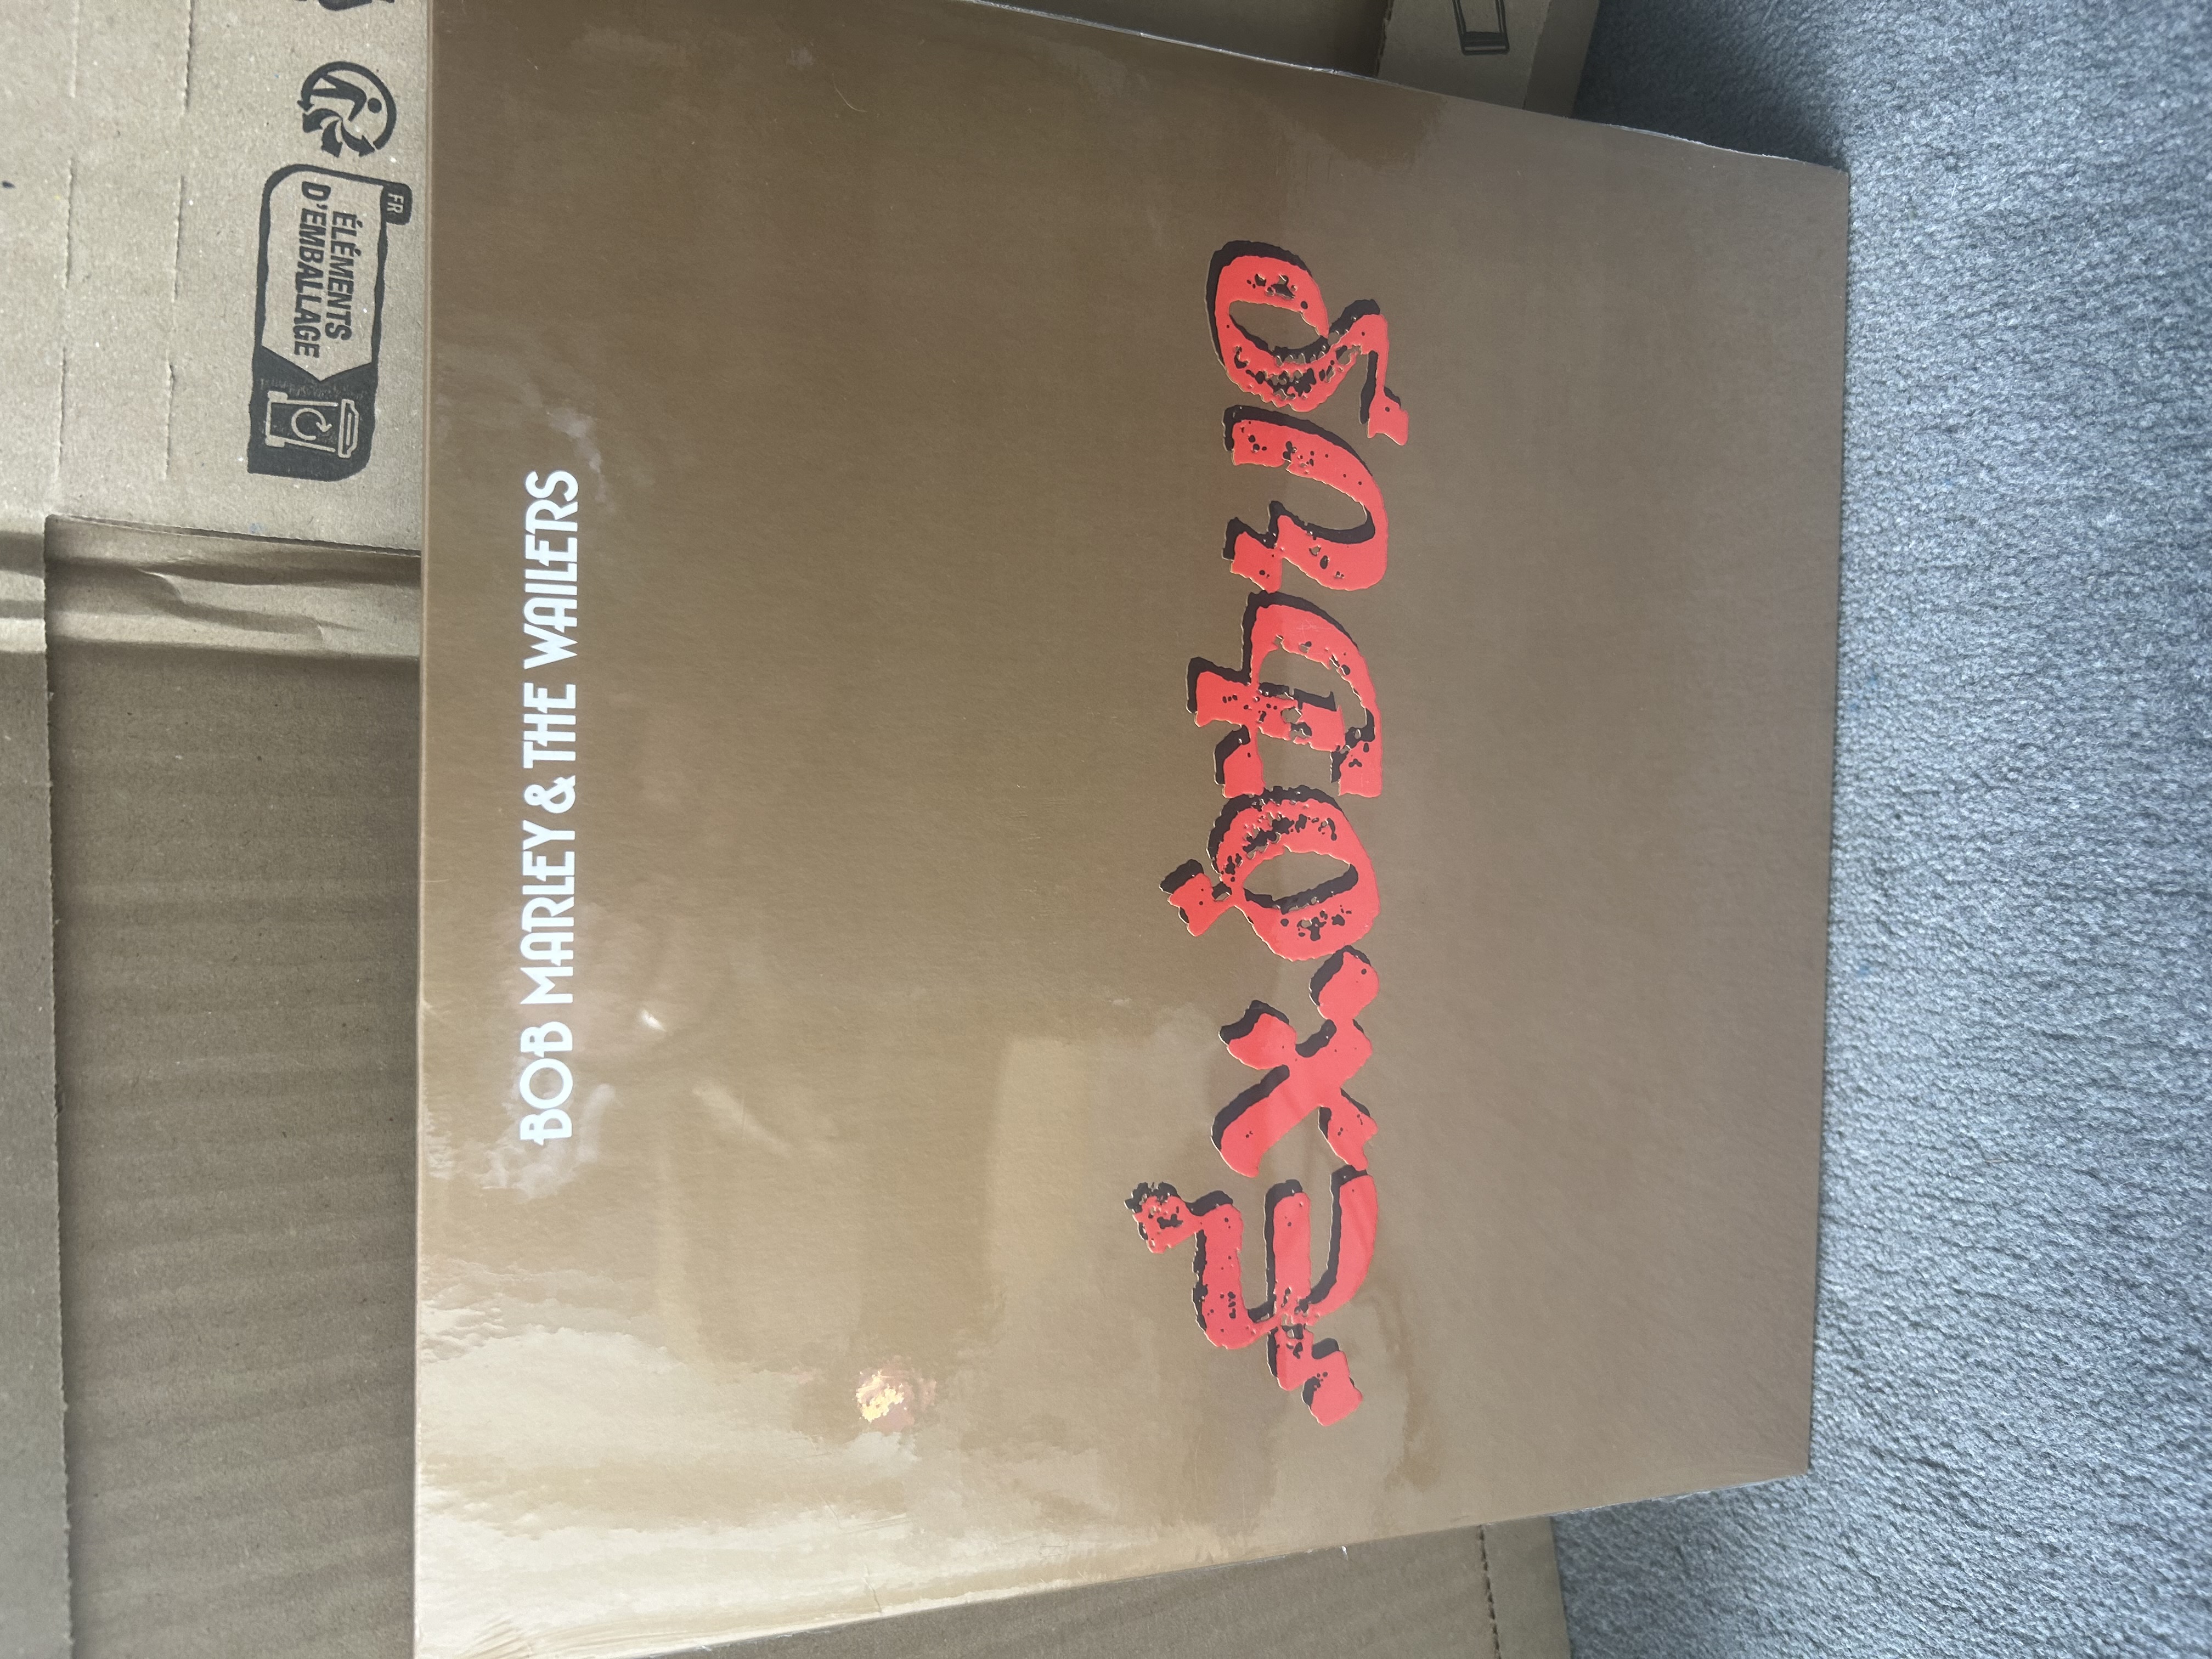 BOB MARLEY & THE WAILERS
EXODUS
FR
ÉLÉMENTS
D'EMBALLAGE